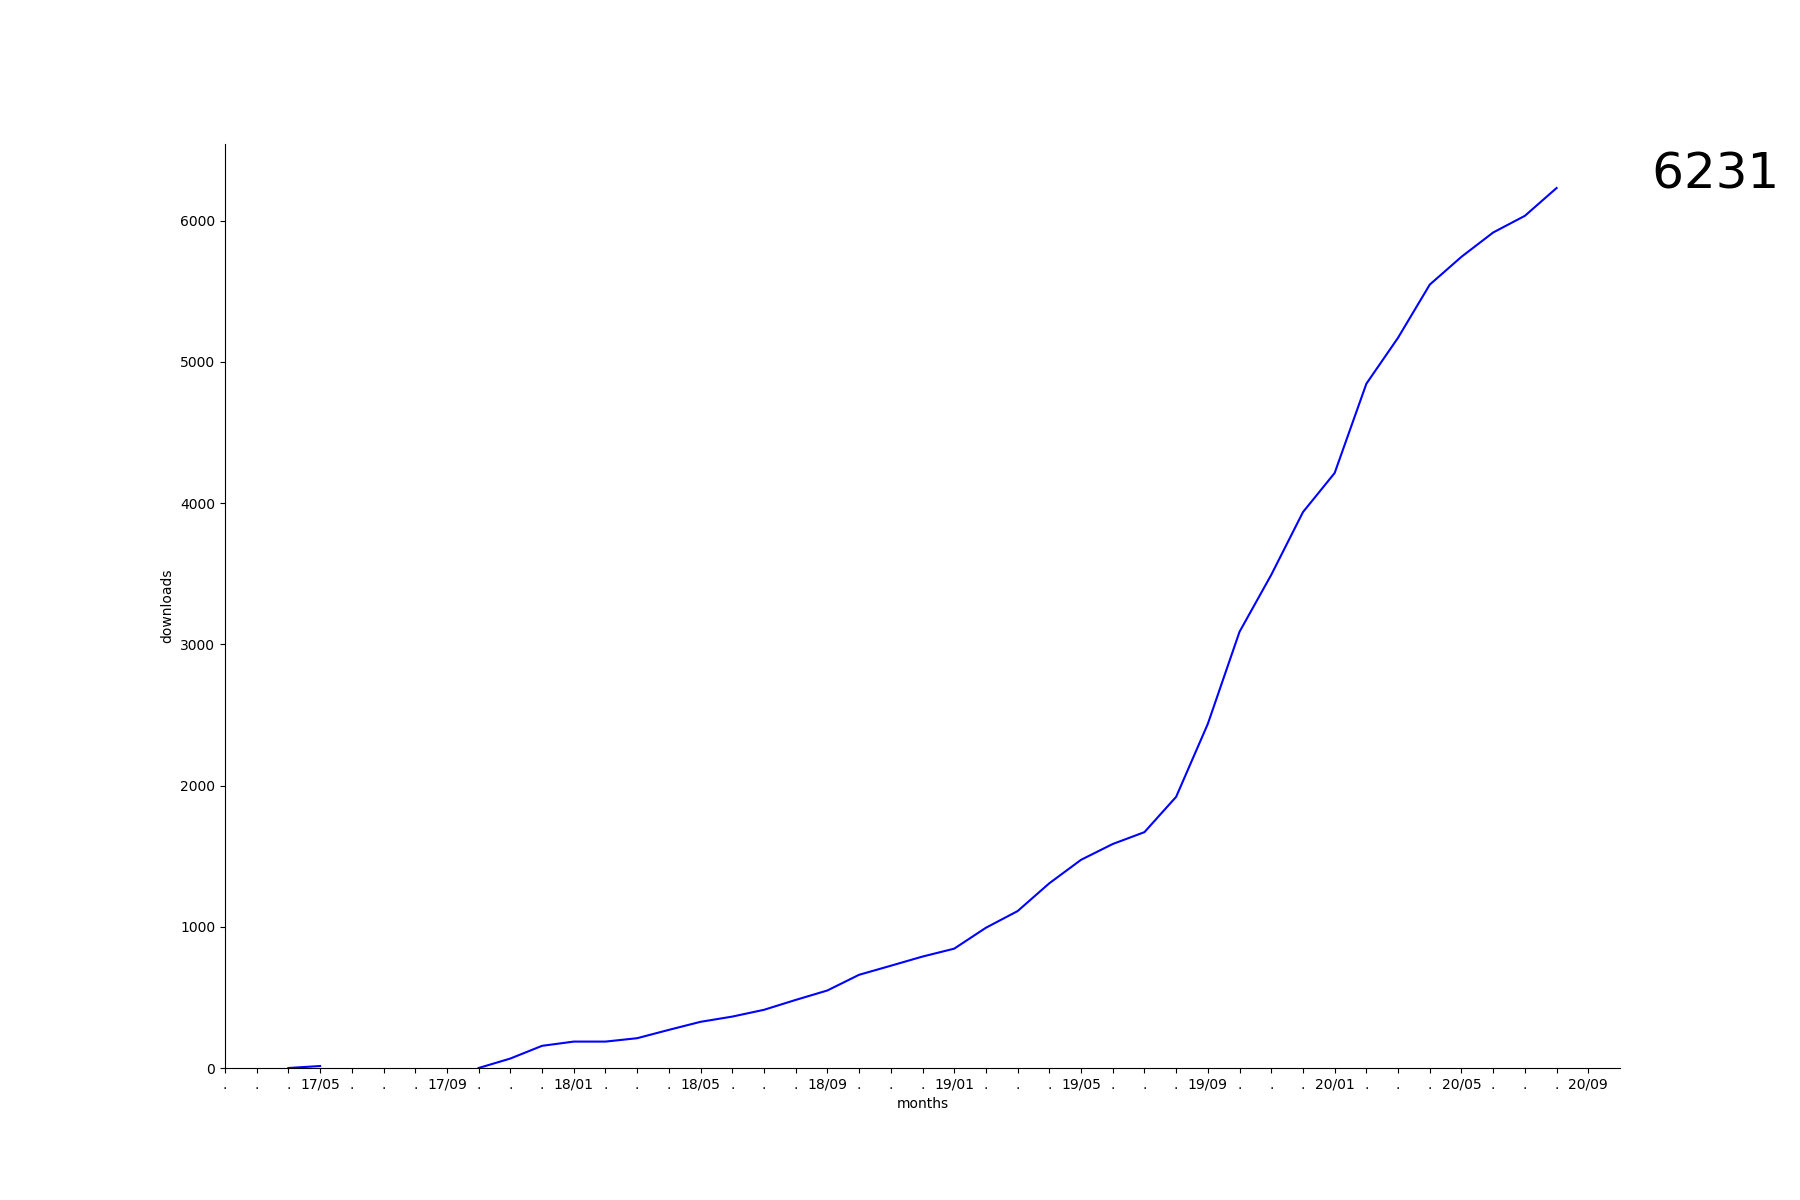 6231
6000
5000
4000
3000
2000
1000
0
downloads
. . . 17/05 . . . 17/09 . . . 18/01 . . . 18/05 . . . 18/09 . . . 19/01 . . . 19/05 . . . 19/09 . . . 20/01 . . . 20/05 . . . 20/09
months